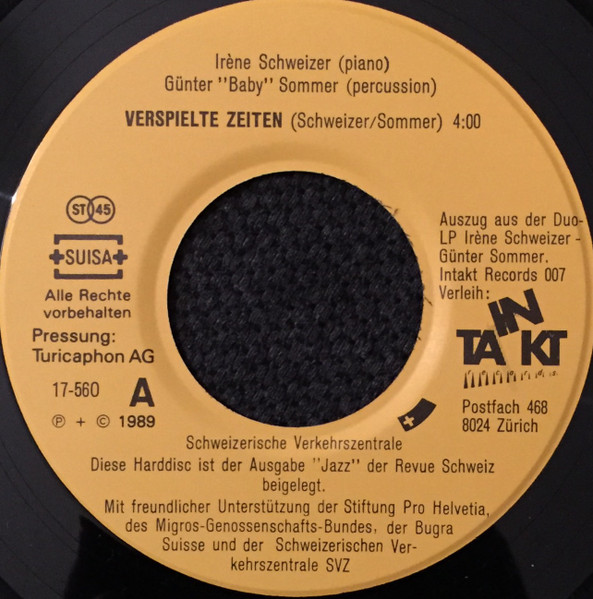 Irène Schweizer (piano)
Günter "Baby" Sommer (percussion)
VERSPIELTE ZEITEN (Schweizer/Sommer) 4:00
ST 45
SUISA
Alle Rechte
vorbehalten
Pressung:
Turicaphon AG
17-560 A
Ⓟ + © 1989
Auszug aus der Duo-
LP Irène Schweizer -
Günter Sommer.
Intakt Records 007
Verleih:
IN
TAKT
records
Postfach 468
8024 Zürich
Schweizerische Verkehrszentrale
Diese Harddisc ist der Ausgabe "Jazz" der Revue Schweiz
beigelegt.
Mit freundlicher Unterstützung der Stiftung Pro Helvetia,
des Migros-Genossenschafts-Bundes, der Bugra
Suisse und der Schweizerischen Ver-
kehrszentrale SVZ